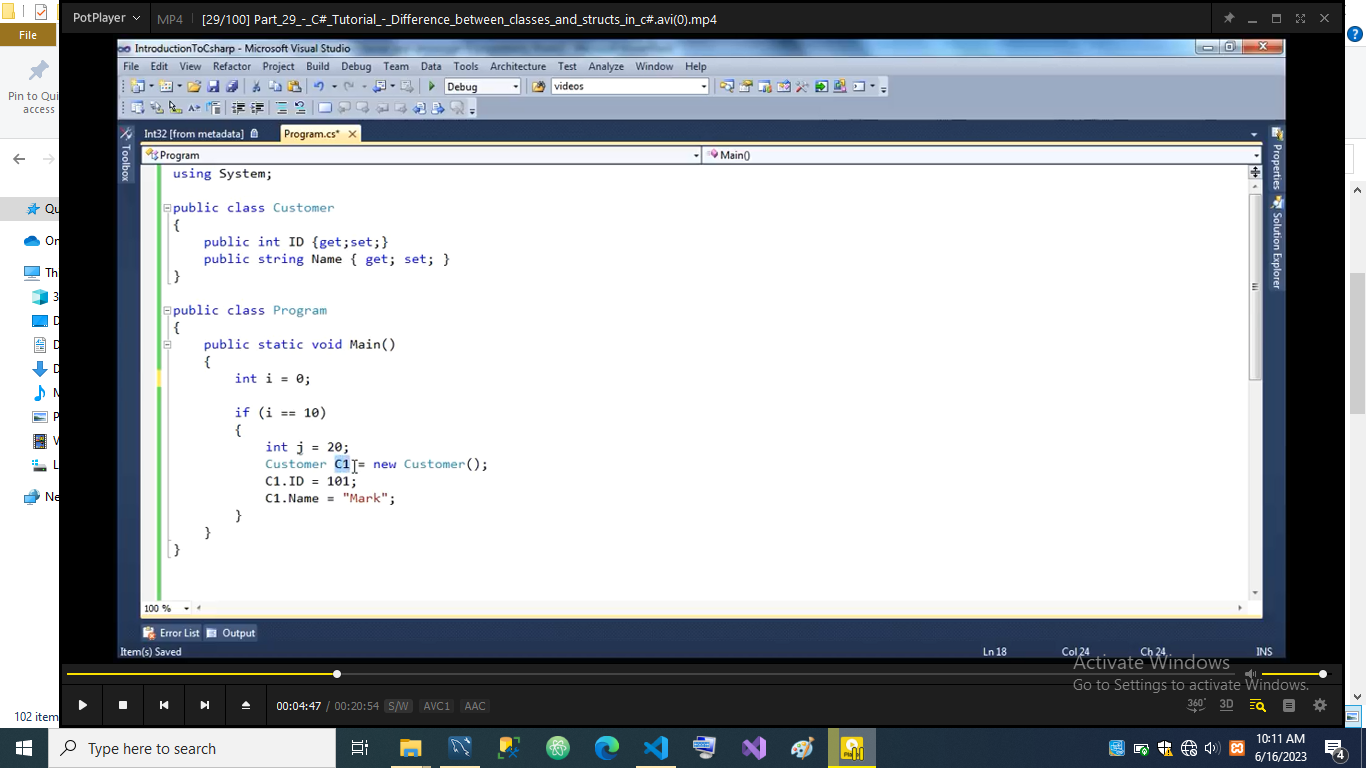 PotPlayer MP4 [29/100] Part_29_-_C#_Tutorial_-_Difference_between_classes_and_structs_in_c#.avi(0).mp4
File
Pin to Qui
access
102 item
IntroductionToCsharp - Microsoft Visual Studio
File Edit View Refactor Project Build Debug Team Data Tools Architecture Test Analyze Window Help
Debug videos
Int32 [from metadata] Program.cs*
Toolbox
Properties
Solution Explorer
Program Main()
using System;
public class Customer
{
public int ID {get;set;}
public string Name { get; set; }
}
public class Program
{
public static void Main()
{
int i = 0;
if (i == 10)
{
int j = 20;
Customer C1 = new Customer();
C1.ID = 101;
C1.Name = "Mark";
}
}
}
100 %
Error List Output
Item(s) Saved Ln 18 Col 24 Ch 24 INS
Activate Windows
Go to Settings to activate Windows.
00:04:47 / 00:20:54 S/W AVC1 AAC
360° 3D
Type here to search
10:11 AM
6/16/2023
4